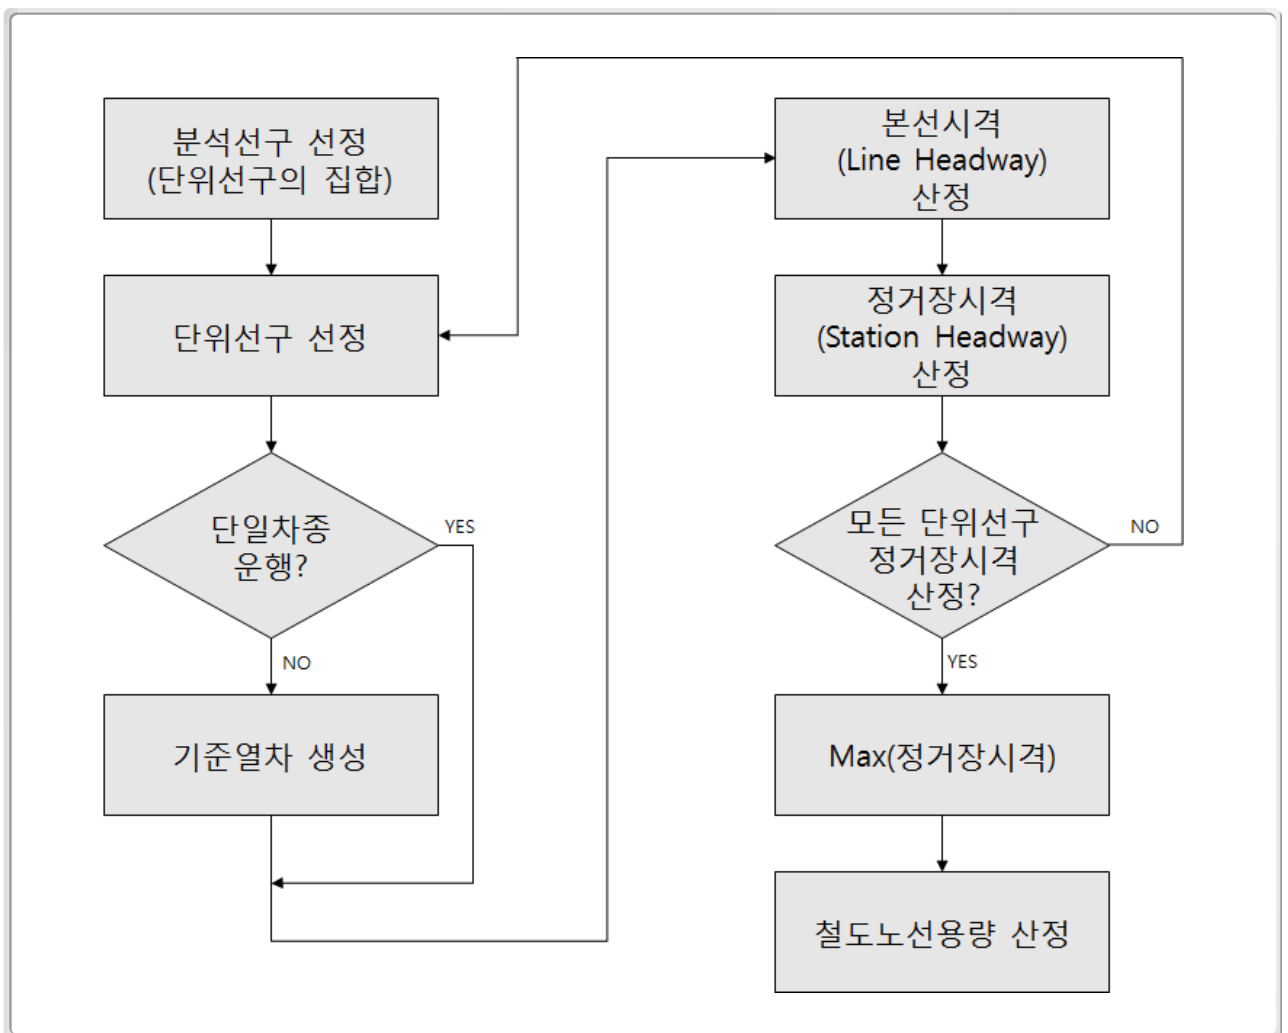 분석선구 선정
(단위선구의 집합)
단위선구 선정
단일차종
운행?
YES
NO
기준열차 생성
본선시격
(Line Headway)
산정
정거장시격
(Station Headway)
산정
모든 단위선구
정거장시격
산정?
NO
YES
Max(정거장시격)
철도노선용량 산정